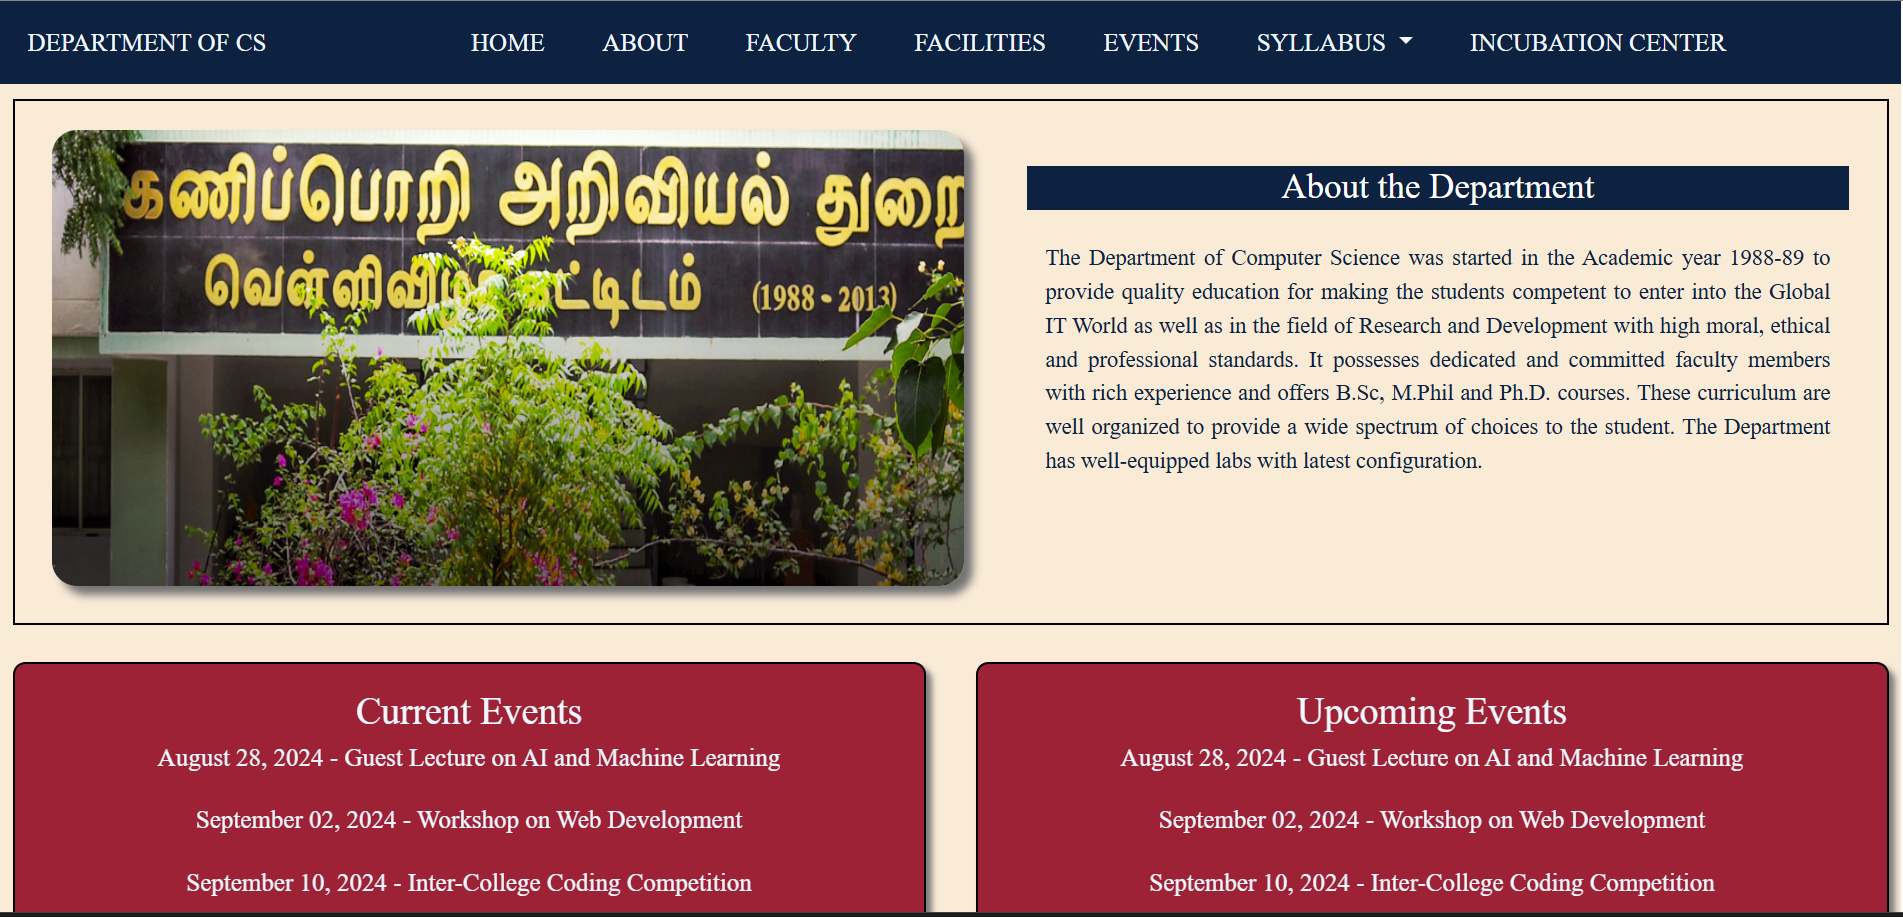 DEPARTMENT OF CS HOME ABOUT FACULTY FACILITIES EVENTS SYLLABUS INCUBATION CENTER
கணிப்பொறி அறிவியல் துறை
(1988 - 2013)
About the Department
The Department of Computer Science was started in the Academic year 1988-89 to
provide quality education for making the students competent to enter into the Global
IT World as well as in the field of Research and Development with high moral, ethical
and professional standards. It possesses dedicated and committed faculty members
with rich experience and offers B.Sc, M.Phil and Ph.D. courses. These curriculum are
well organized to provide a wide spectrum of choices to the student. The Department
has well-equipped labs with latest configuration.
Current Events
August 28, 2024 - Guest Lecture on AI and Machine Learning
September 02, 2024 - Workshop on Web Development
September 10, 2024 - Inter-College Coding Competition
Upcoming Events
August 28, 2024 - Guest Lecture on AI and Machine Learning
September 02, 2024 - Workshop on Web Development
September 10, 2024 - Inter-College Coding Competition